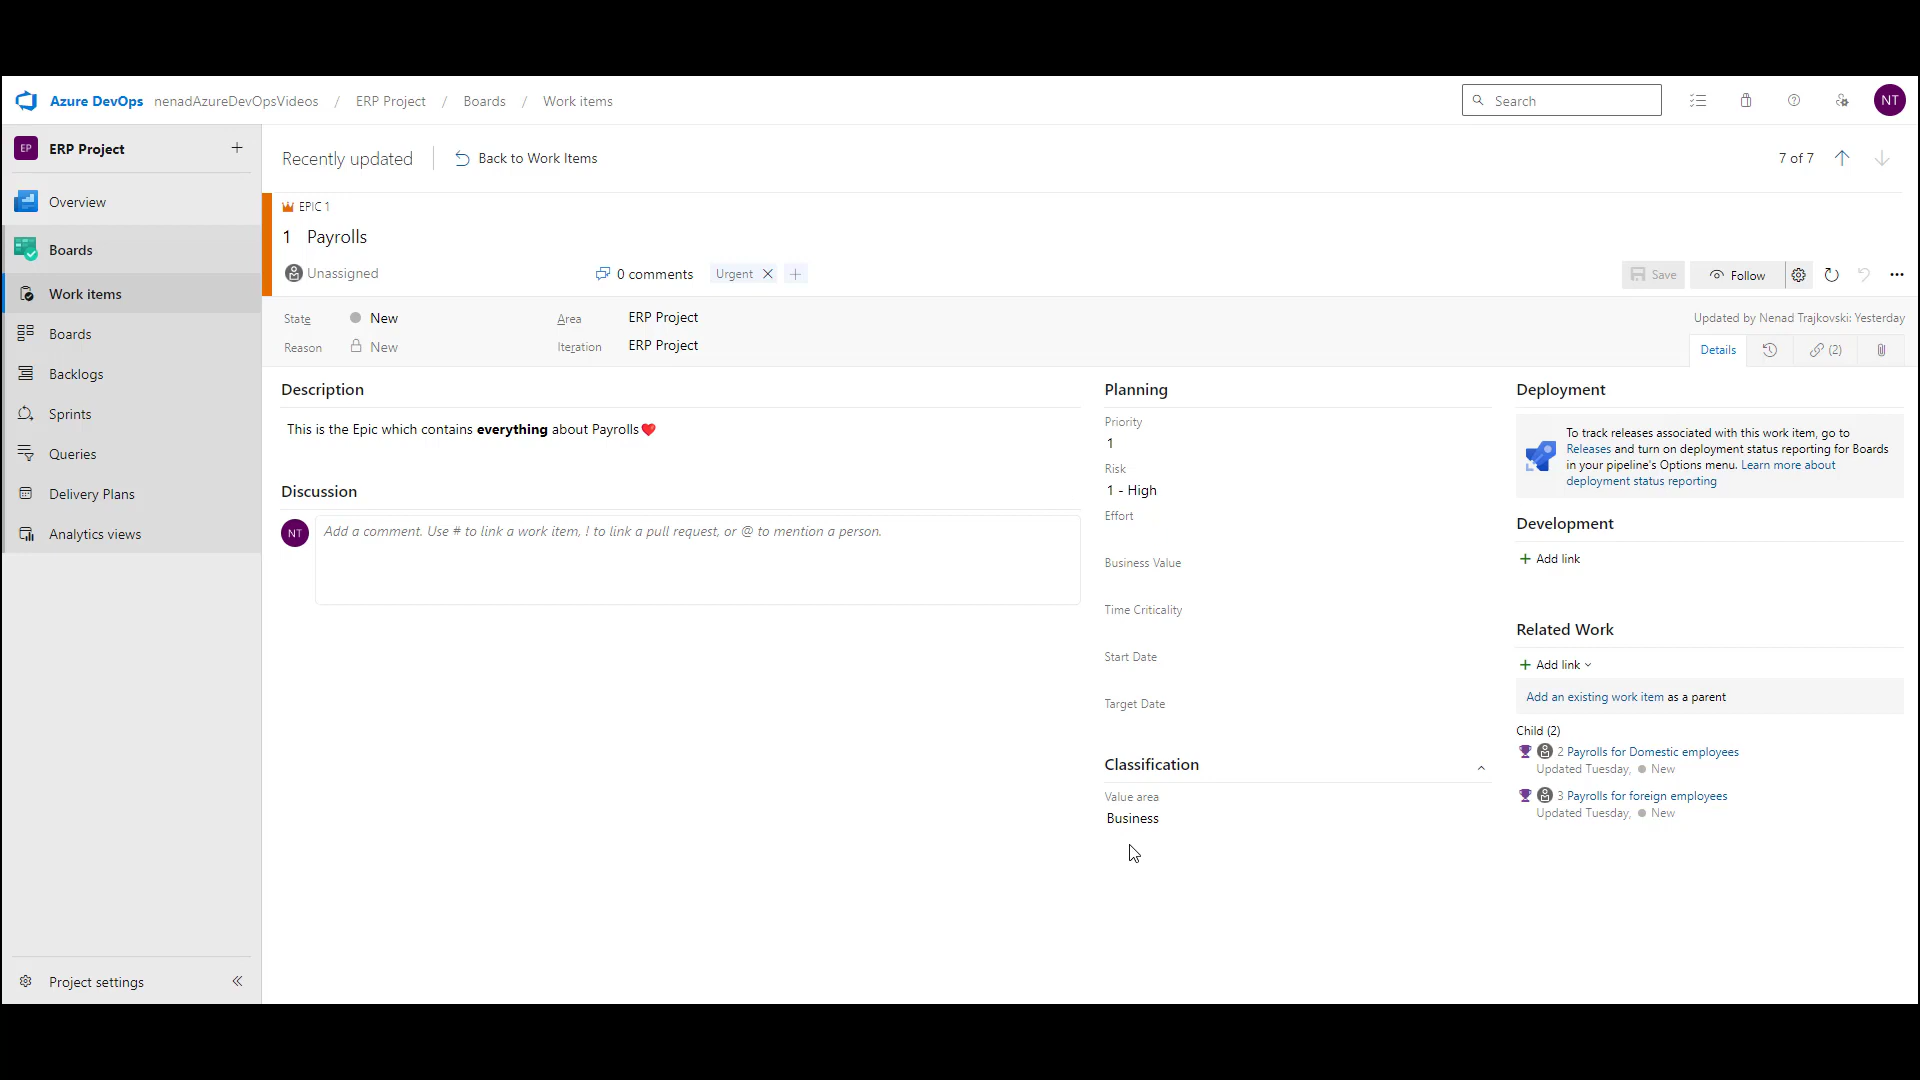 Azure DevOps nenadAzureDevOpsVideos / ERP Project / Boards / Work items
Search
NT
EP ERP Project
Overview
Boards
Work items
Boards
Backlogs
Sprints
Queries
Delivery Plans
Analytics views
Project settings
Recently updated
Back to Work Items
7 of 7
EPIC 1
1 Payrolls
Unassigned
0 comments
Urgent
Save
Follow
State New
Area ERP Project
Updated by Nenad Trajkovski: Yesterday
Reason New
Iteration ERP Project
Details
(2)
Description
This is the Epic which contains everything about Payrolls❤️
Discussion
NT
Add a comment. Use # to link a work item, ! to link a pull request, or @ to mention a person.
Planning
Priority
1
Risk
1 - High
Effort
Business Value
Time Criticality
Start Date
Target Date
Classification
Value area
Business
Deployment
To track releases associated with this work item, go to
Releases and turn on deployment status reporting for Boards
in your pipeline's Options menu. Learn more about
deployment status reporting
Development
+ Add link
Related Work
+ Add link
Add an existing work item as a parent
Child (2)
2 Payrolls for Domestic employees
Updated Tuesday, New
3 Payrolls for foreign employees
Updated Tuesday, New